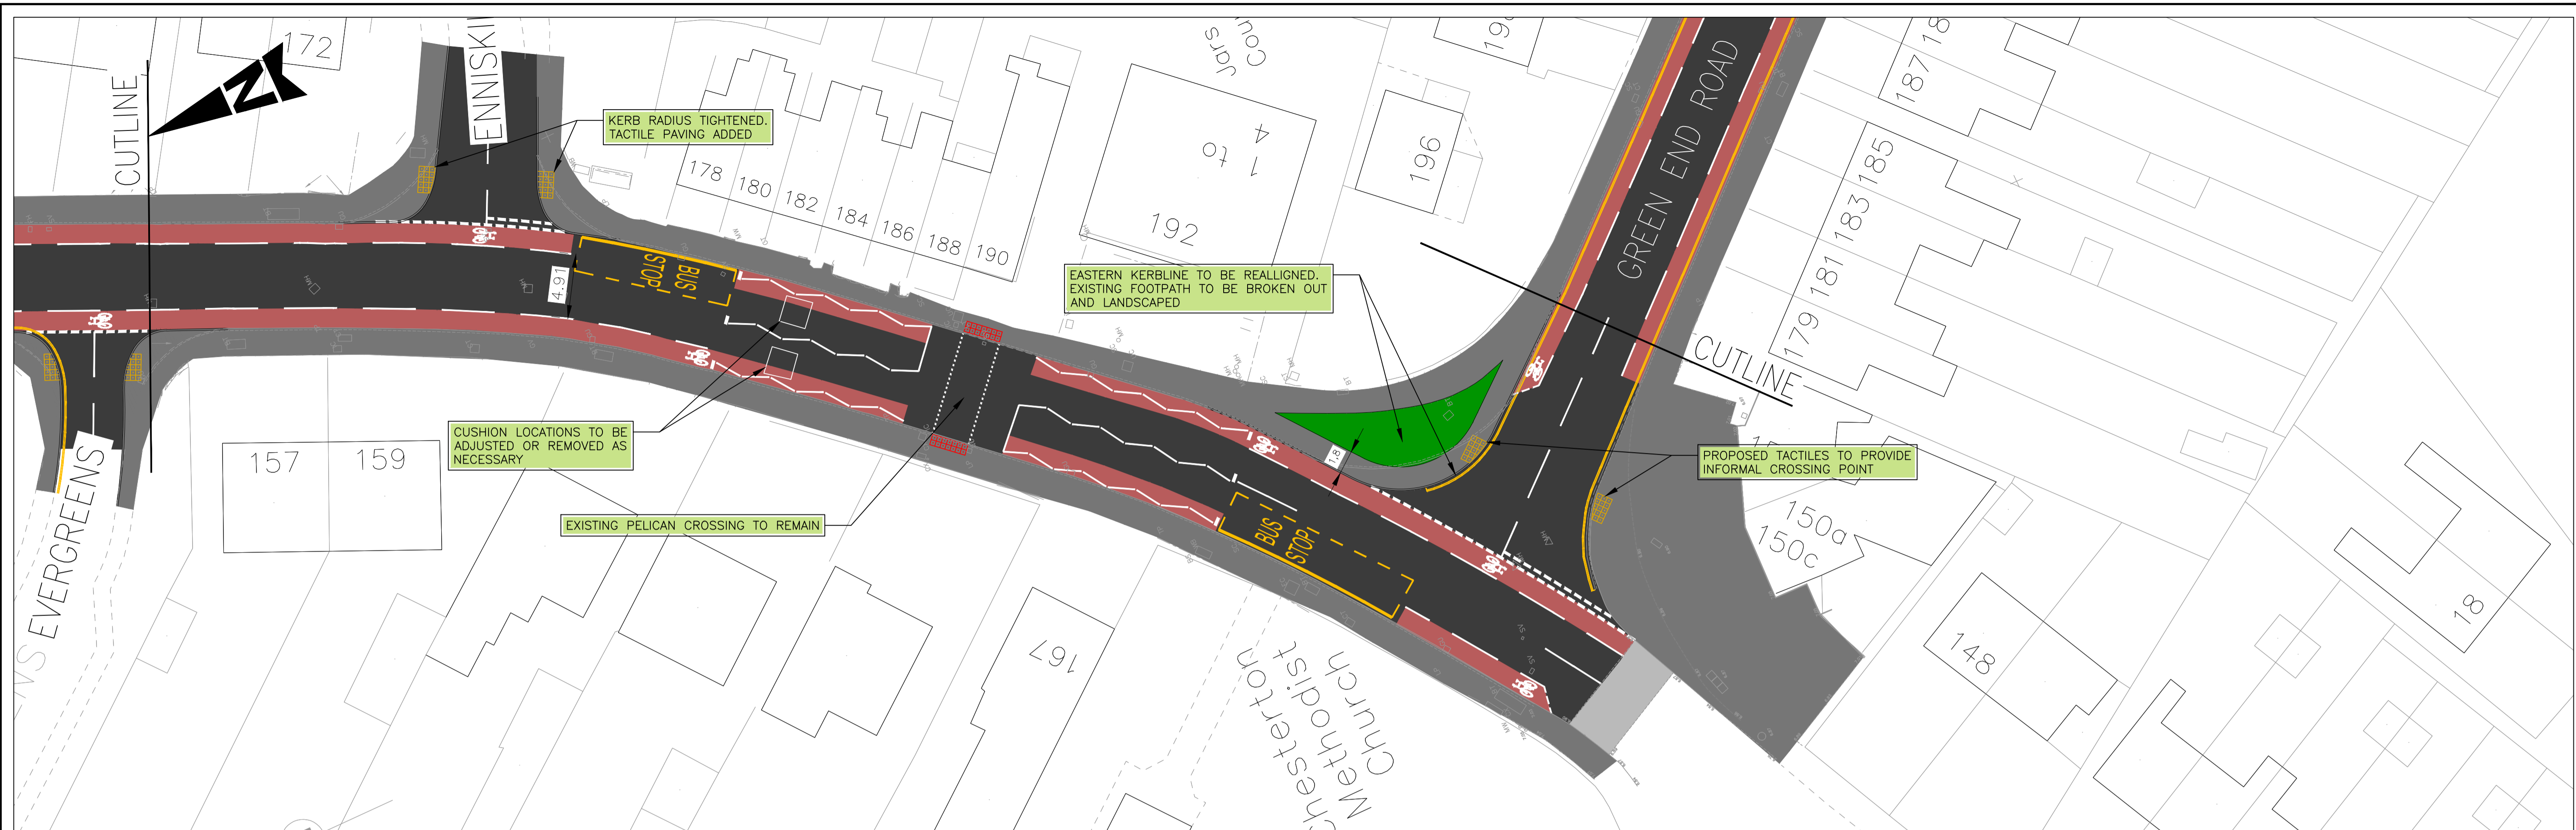 172
CUTLINE
N
ENNISKI
KERB RADIUS TIGHTENED.
TACTILE PAVING ADDED
178
180
182
184
186
188
190
Jars
Cou
192
1
to
4
196
GREEN END ROAD
187
185
183
181
179
EASTERN KERBLINE TO BE REALLIGNED.
EXISTING FOOTPATH TO BE BROKEN OUT
AND LANDSCAPED
CUTLINE
4.91
BUS
STOP
CUSHION LOCATIONS TO BE
ADJUSTED OR REMOVED AS
NECESSARY
157
159
EVERGREENS
EXISTING PELICAN CROSSING TO REMAIN
1.8
BUS
STOP
PROPOSED TACTILES TO PROVIDE
INFORMAL CROSSING POINT
150a
150c
148
18
167
Chesterton
Methodist
Church